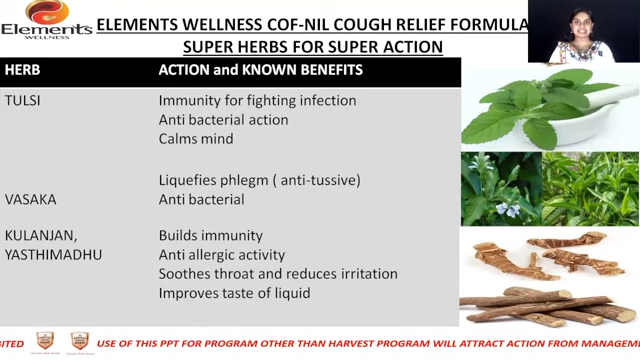 Elements
WELLNESS
ELEMENTS WELLNESS COF-NIL COUGH RELIEF FORMULA
SUPER HERBS FOR SUPER ACTION
HERB ACTION and KNOWN BENEFITS
TULSI Immunity for fighting infection
Anti bacterial action
Calms mind
Liquefies phlegm ( anti-tussive)
VASAKA Anti bacterial
KULANJAN, Builds immunity
YASTHIMADHU Anti allergic activity
Soothes throat and reduces irritation
Improves taste of liquid
BITED USE OF THIS PPT FOR PROGRAM OTHER THAN HARVEST PROGRAM WILL ATTRACT ACTION FROM MANAGEM